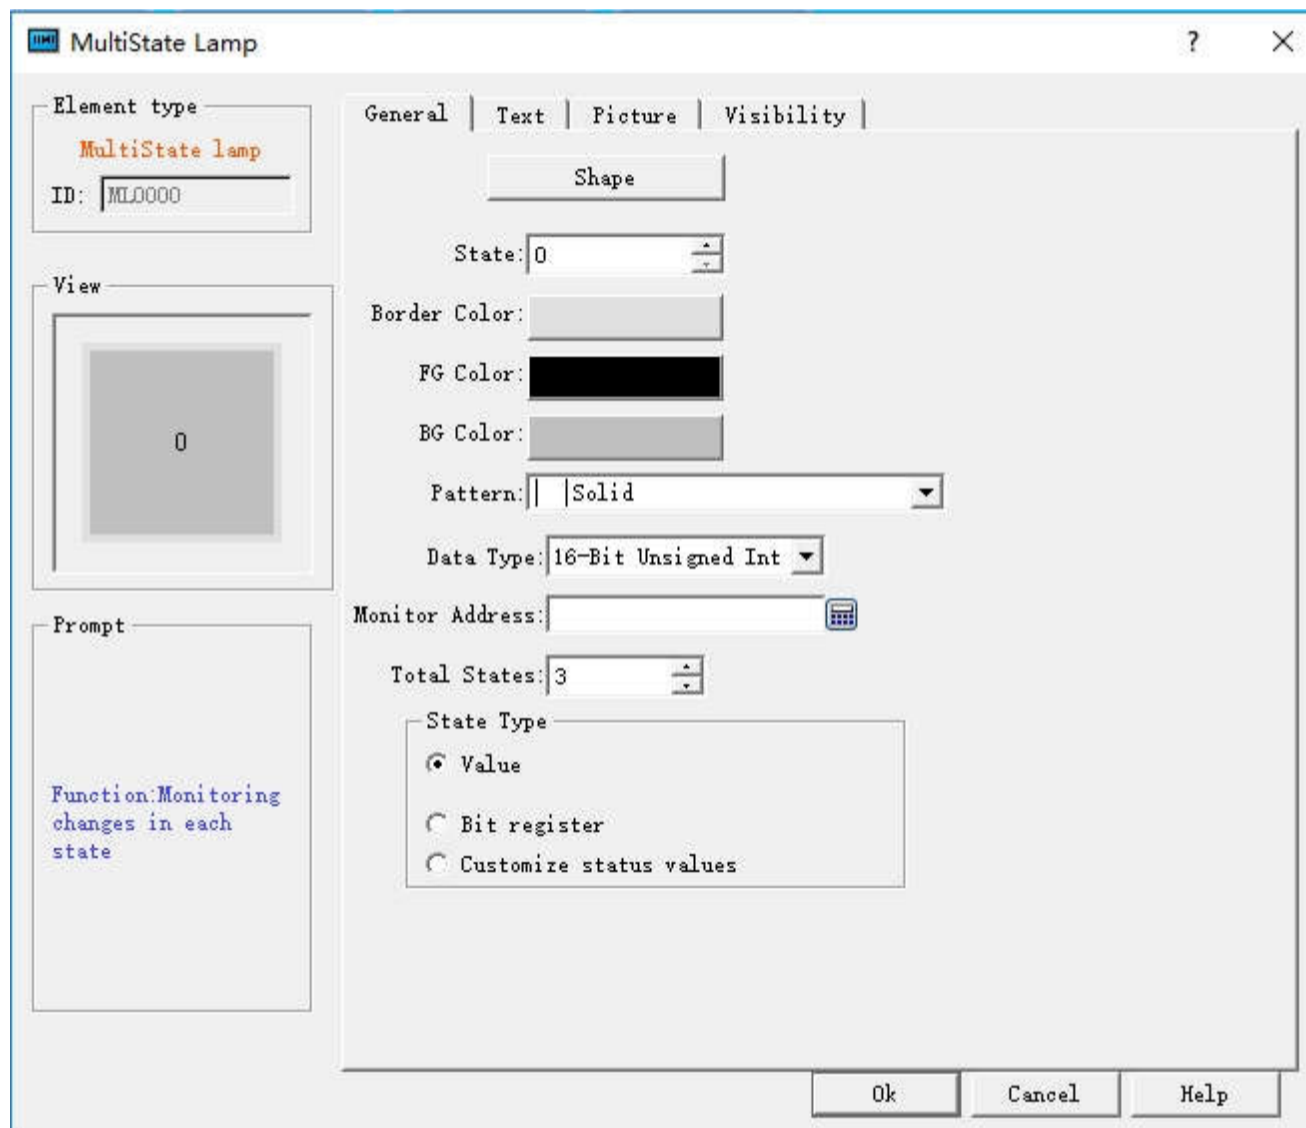 MultiState Lamp
?
Element type
MultiState lamp
ID: ML0000
View
0
Prompt
Function:Monitoring
changes in each
state
General
Text
Picture
Visibility
Shape
State: 0
Border Color:
FG Color:
BG Color:
Pattern: Solid
Data Type: 16-Bit Unsigned Int
Monitor Address:
Total States: 3
State Type
Value
Bit register
Customize status values
Ok
Cancel
Help